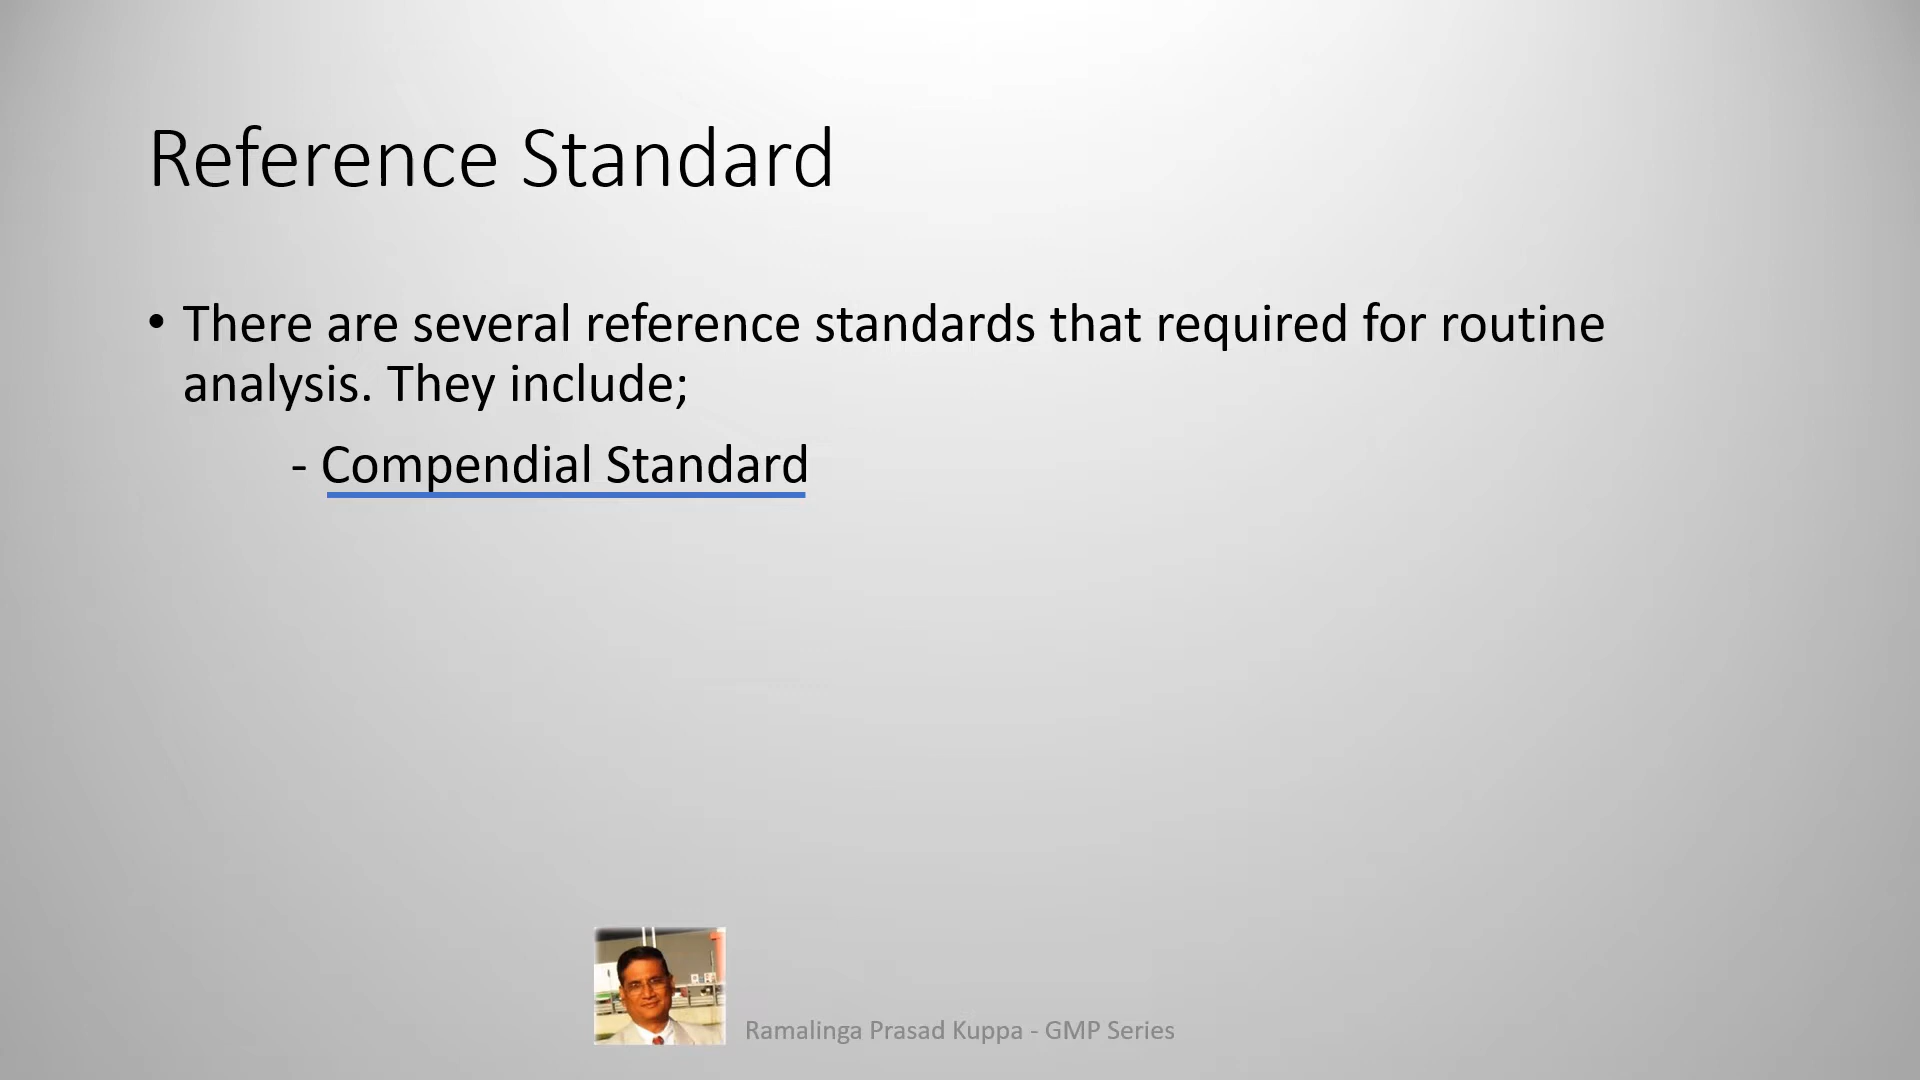 Reference Standard
• There are several reference standards that required for routine
analysis. They include;
- Compendial Standard
Ramalinga Prasad Kuppa - GMP Series